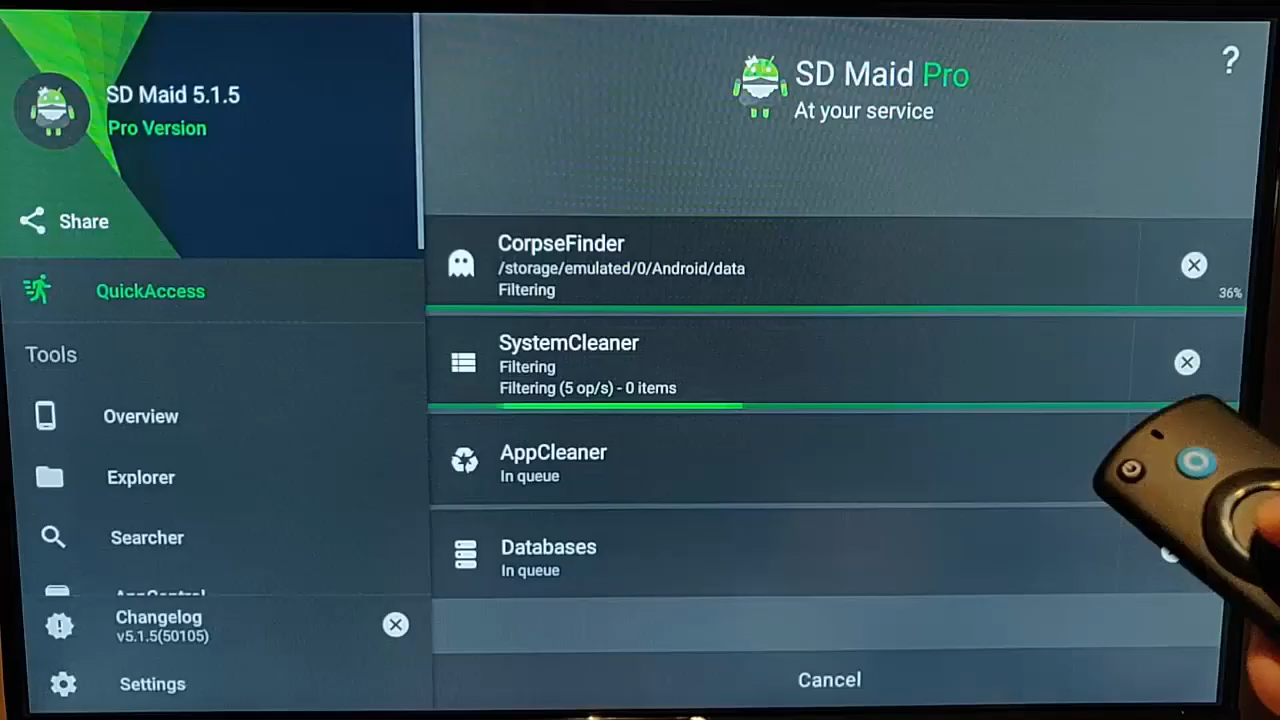 SD Maid 5.1.5
Pro Version
Share
QuickAccess
Tools
Overview
Explorer
Searcher
AppControl
Changelog
v5.1.5(50105)
Settings
SD Maid Pro
At your service
?
CorpseFinder
/storage/emulated/0/Android/data
Filtering
36%
SystemCleaner
Filtering
Filtering (5 op/s) - 0 items
AppCleaner
In queue
Databases
In queue
Cancel